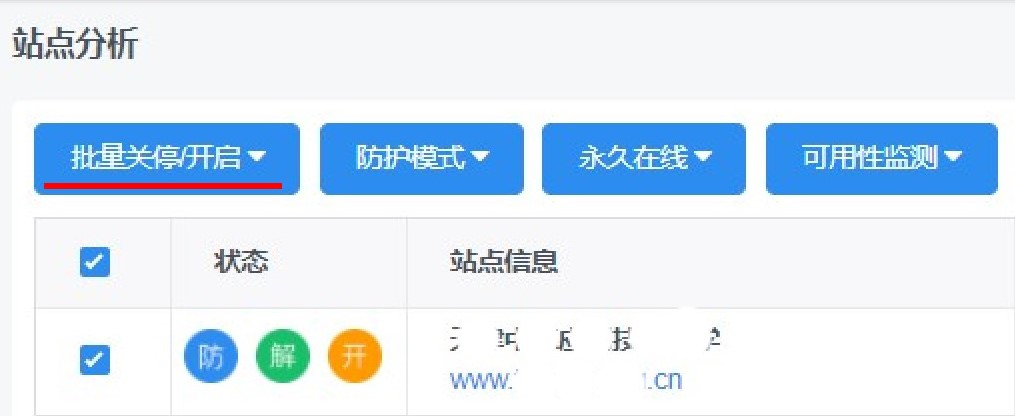 站点分析
批量关停/开启 防护模式 永久在线 可用性监测
状态 站点信息
防 解 开
www. .cn